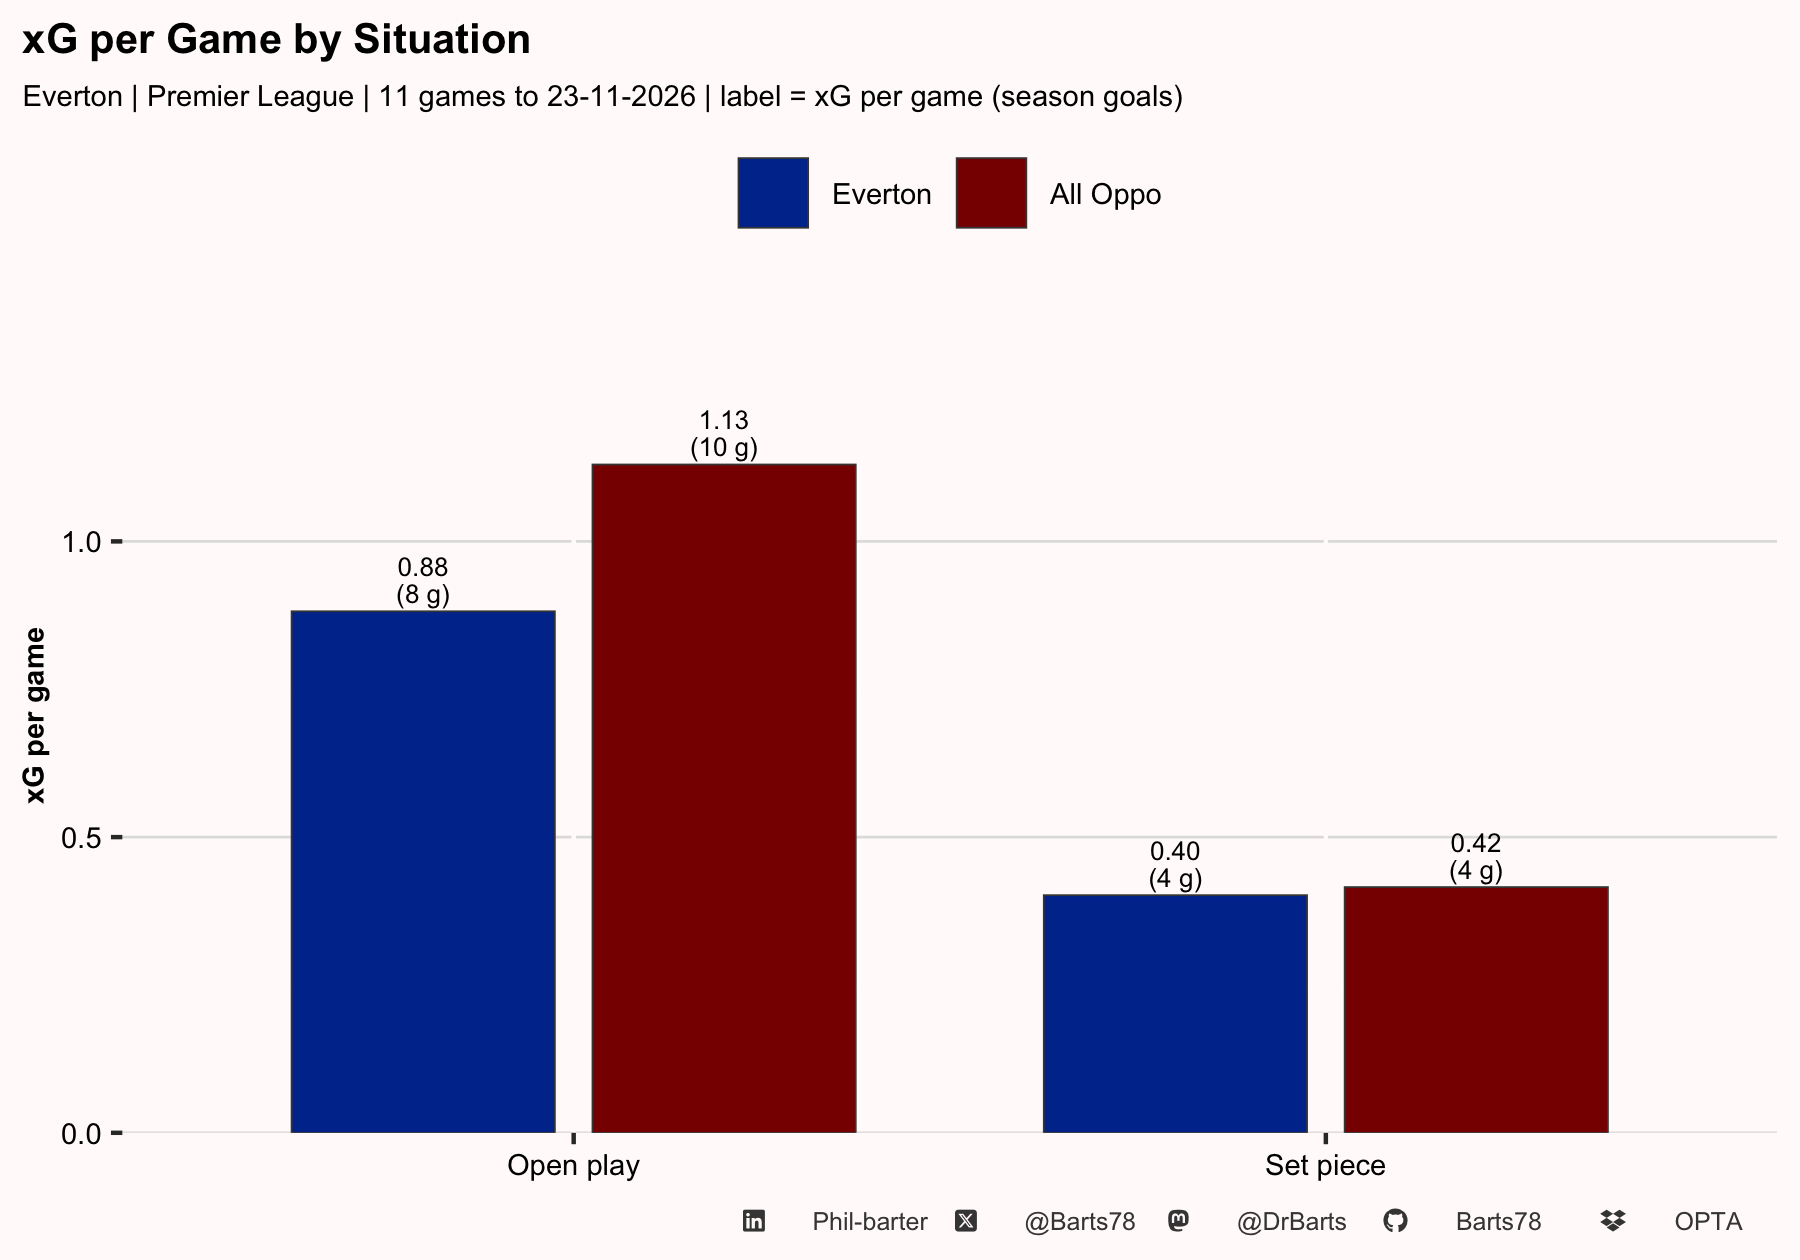 xG per Game by Situation
Everton | Premier League | 11 games to 23-11-2026 | label = xG per game (season goals)
Everton
All Oppo
1.13
(10 g)
1.0
0.88
(8 g)
xG per game
0.5
0.40
(4 g)
0.42
(4 g)
0.0
Open play
Set piece
Phil-barter @Barts78 @DrBarts Barts78 OPTA